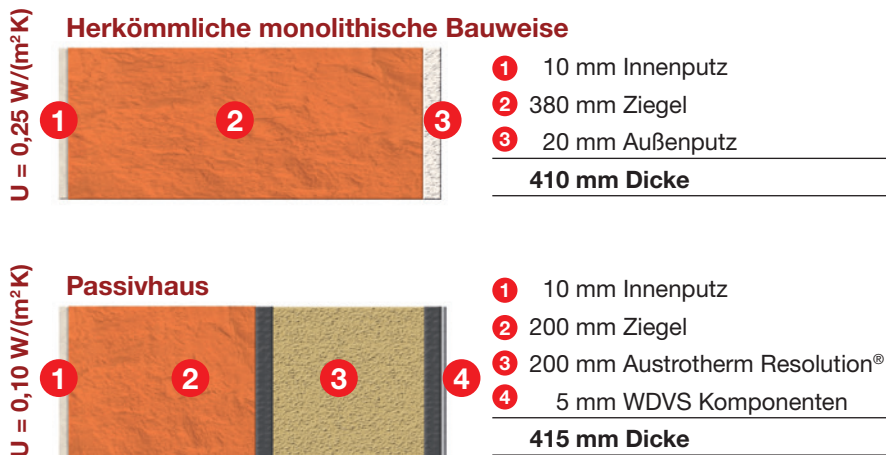 U = 0,25 W/(m²K)
Herkömmliche monolithische Bauweise
1 2 3
1 10 mm Innenputz
2 380 mm Ziegel
3 20 mm Außenputz
410 mm Dicke
U = 0,10 W/(m²K)
Passivhaus
1 2 3 4
1 10 mm Innenputz
2 200 mm Ziegel
3 200 mm Austrotherm Resolution®
4 5 mm WDVS Komponenten
415 mm Dicke